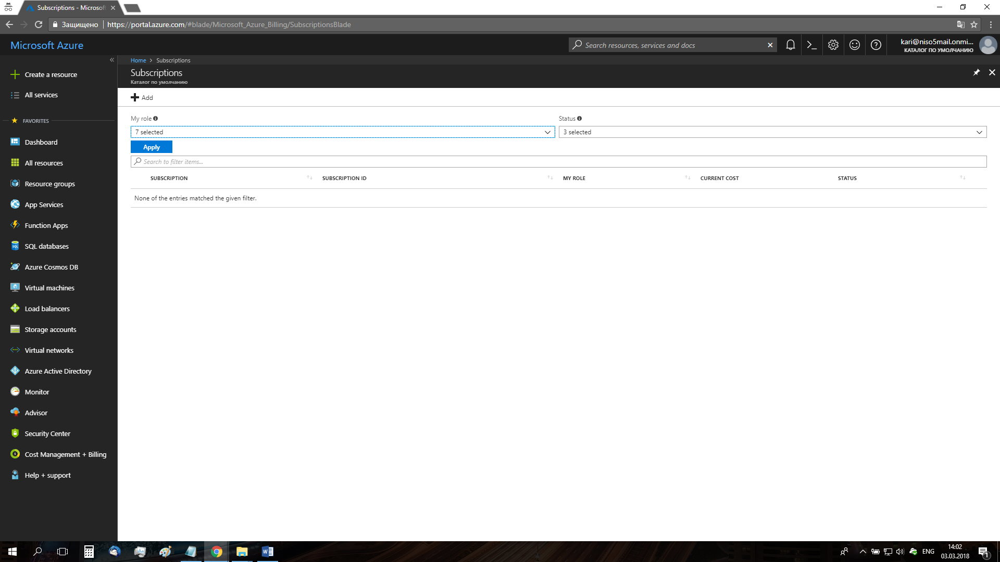 Subscriptions - Microsoft
Защищено
https://portal.azure.com/#blade/Microsoft_Azure_Billing/SubscriptionsBlade
Microsoft Azure
Search resources, services and docs
kari@niso5mail.onmi...
КАТАЛОГ ПО УМОЛЧАНИЮ
Home > Subscriptions
Subscriptions
Каталог по умолчанию
Create a resource
All services
FAVORITES
Dashboard
All resources
Resource groups
App Services
Function Apps
SQL databases
Azure Cosmos DB
Virtual machines
Load balancers
Storage accounts
Virtual networks
Azure Active Directory
Monitor
Advisor
Security Center
Cost Management + Billing
Help + support
Add
My role
Status
7 selected
3 selected
Apply
Search to filter items...
SUBSCRIPTION SUBSCRIPTION ID MY ROLE CURRENT COST STATUS
None of the entries matched the given filter.
ENG
14:02
03.03.2018
1